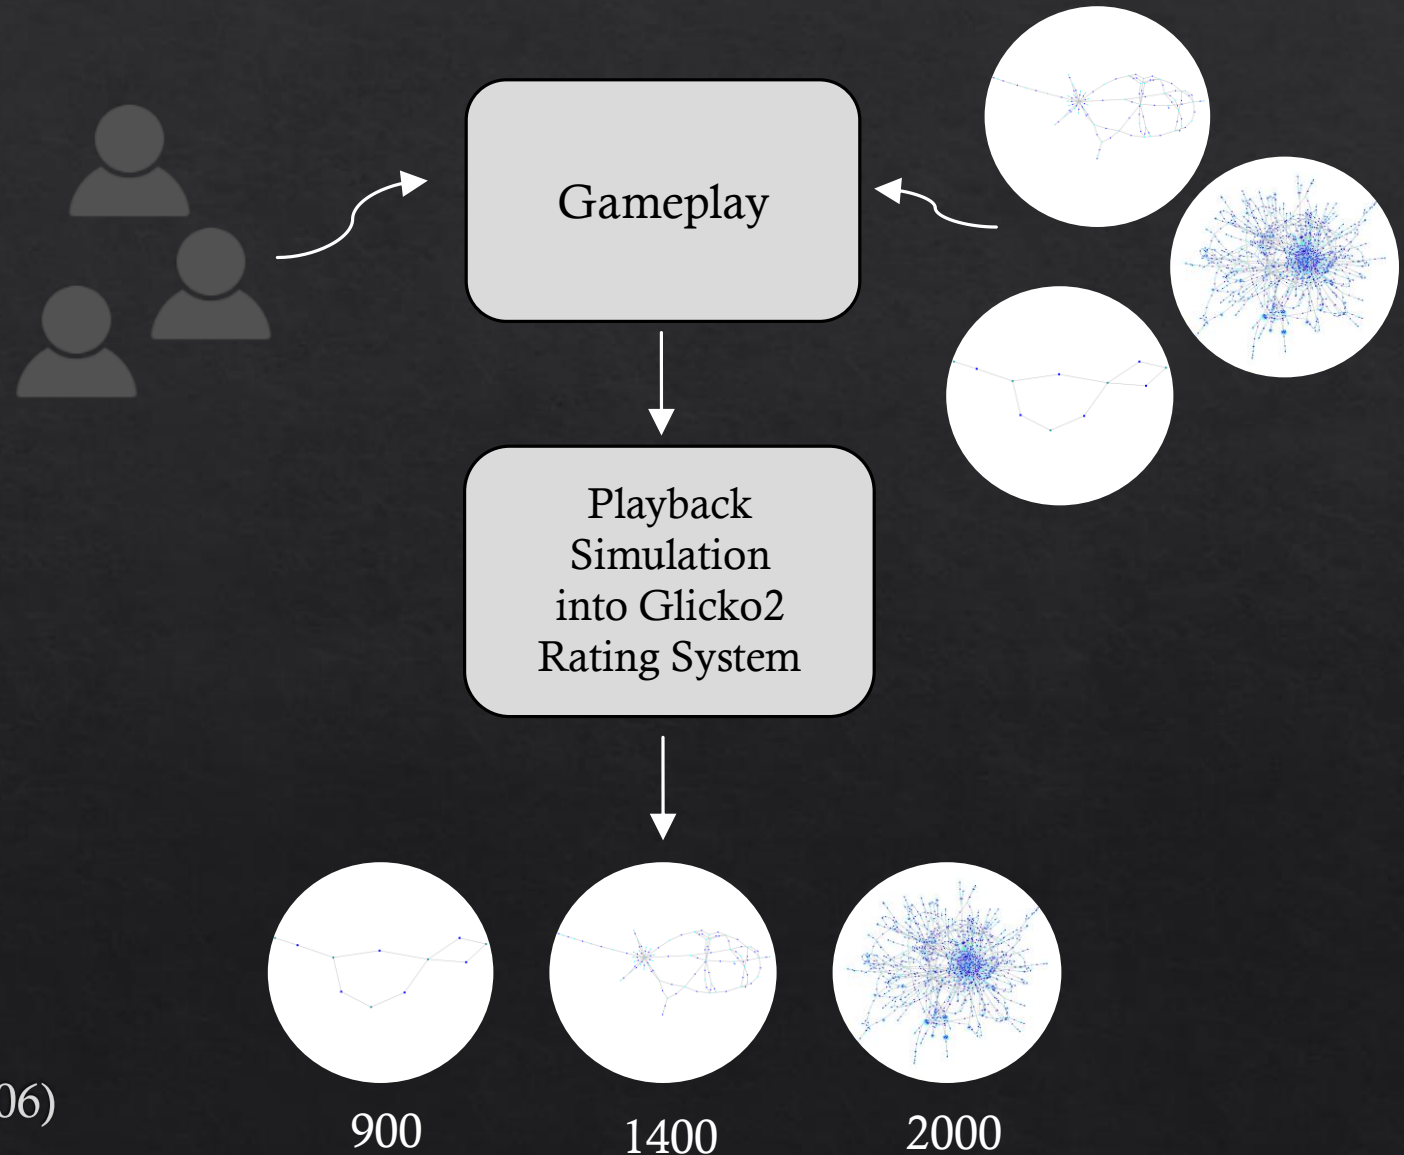 Gameplay
Playback
Simulation
into Glicko2
Rating System
06)
900
1400
2000